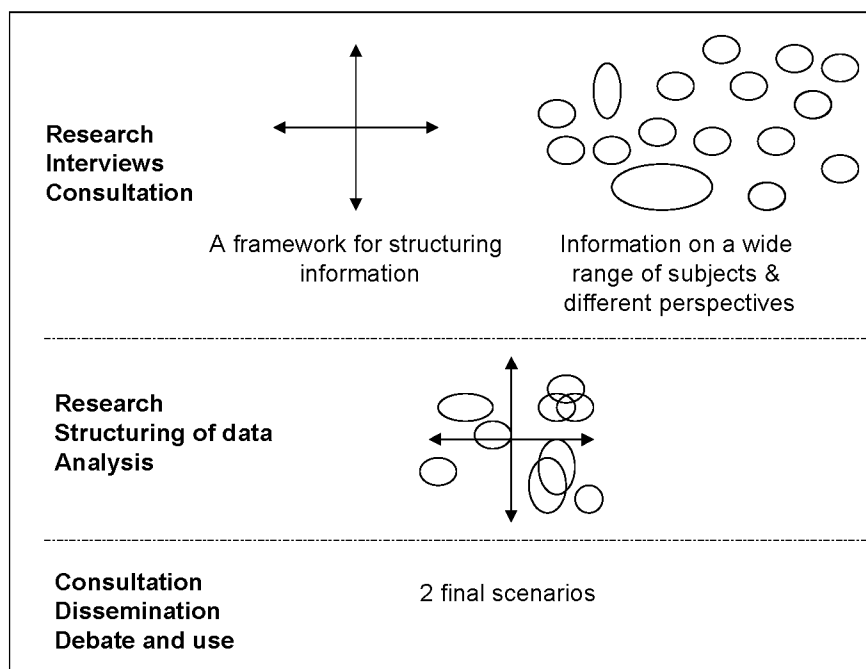 Research
Interviews
Consultation
A framework for structuring
information
Information on a wide
range of subjects &
different perspectives
Research
Structuring of data
Analysis
Consultation
Dissemination
Debate and use
2 final scenarios